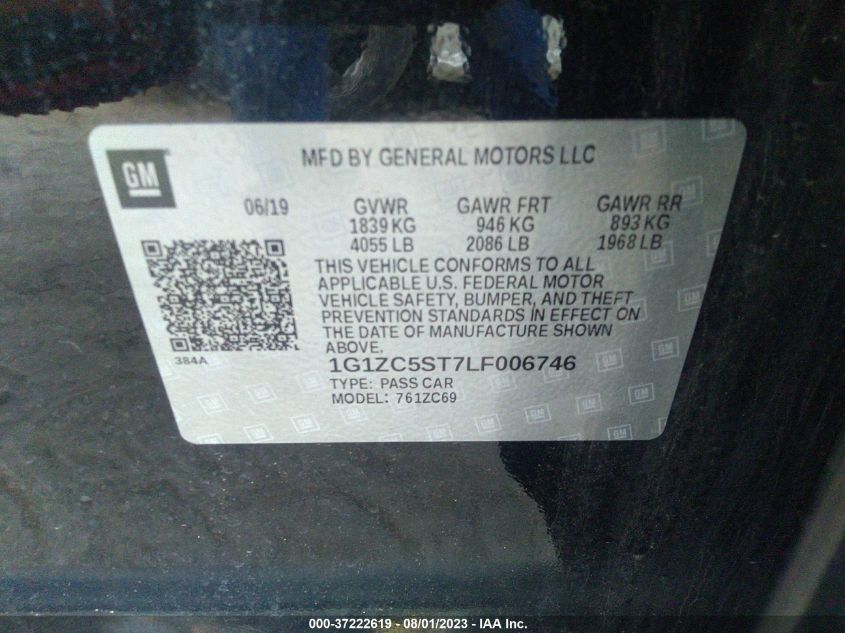 GM
MFD BY GENERAL MOTORS LLC
06/19 GVWR GAWR FRT GAWR RR
1839 KG 946 KG 893 KG
4055 LB 2086 LB 1968 LB
THIS VEHICLE CONFORMS TO ALL
APPLICABLE U.S. FEDERAL MOTOR
VEHICLE SAFETY, BUMPER, AND THEFT
PREVENTION STANDARDS IN EFFECT ON
THE DATE OF MANUFACTURE SHOWN
ABOVE.
384A
1G1ZC5ST7LF006746
TYPE: PASS CAR
MODEL: 761ZC69
000-37222619 - 08/01/2023 - IAA Inc.